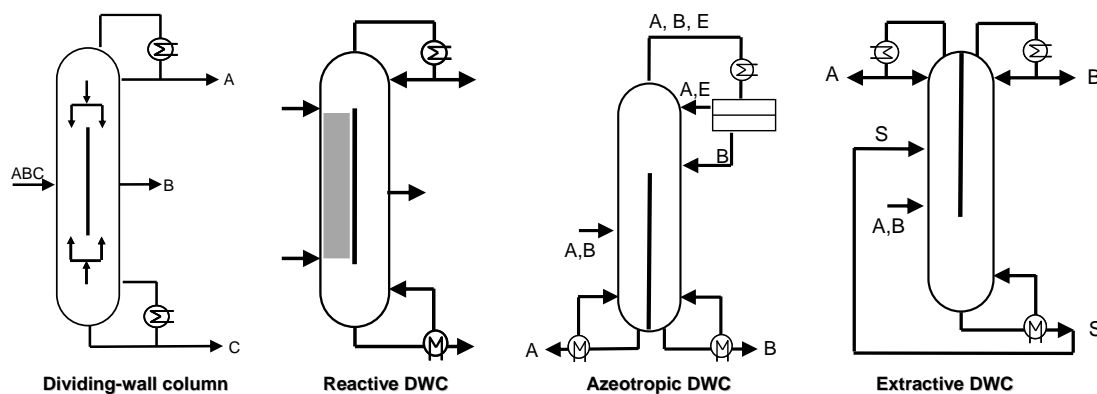 A
ABC
B
C
Dividing-wall column
Reactive DWC
A, B, E
A,E
B
A,B
A
B
Azeotropic DWC
A
B
S
A,B
S
Extractive DWC